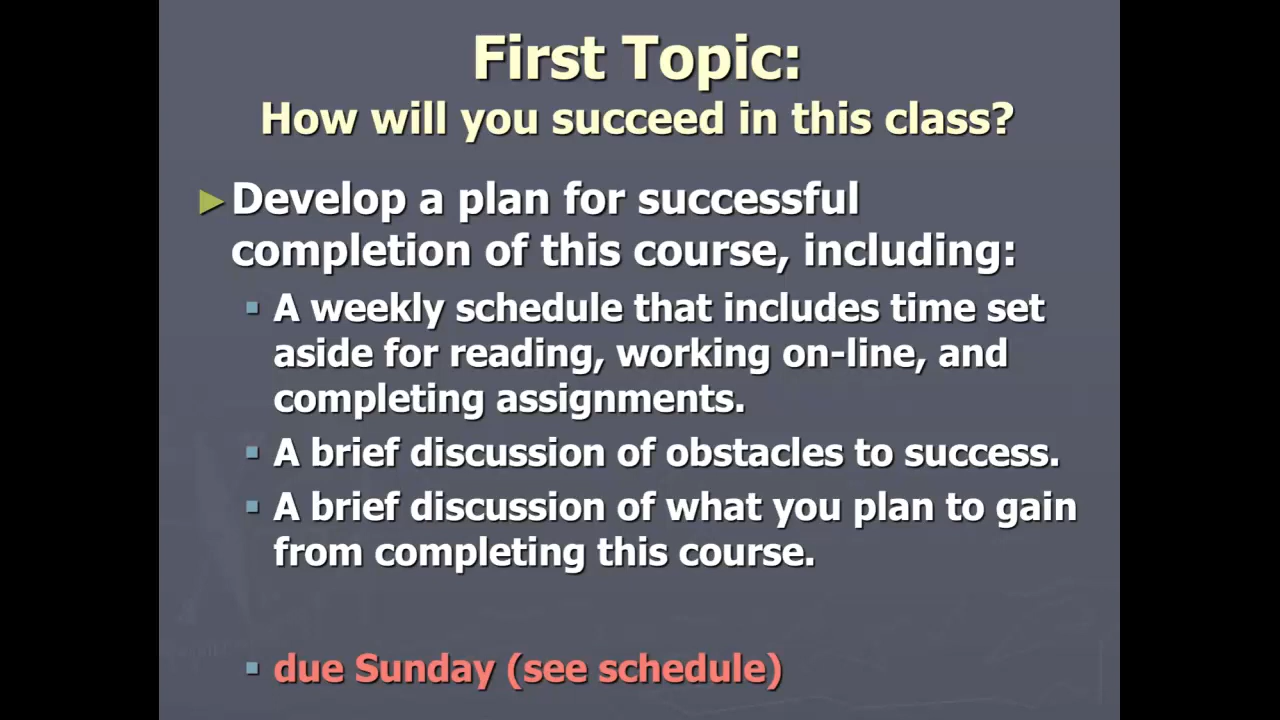 First Topic:
How will you succeed in this class?
►Develop a plan for successful
completion of this course, including:
▪ A weekly schedule that includes time set
aside for reading, working on-line, and
completing assignments.
▪ A brief discussion of obstacles to success.
▪ A brief discussion of what you plan to gain
from completing this course.
▪ due Sunday (see schedule)